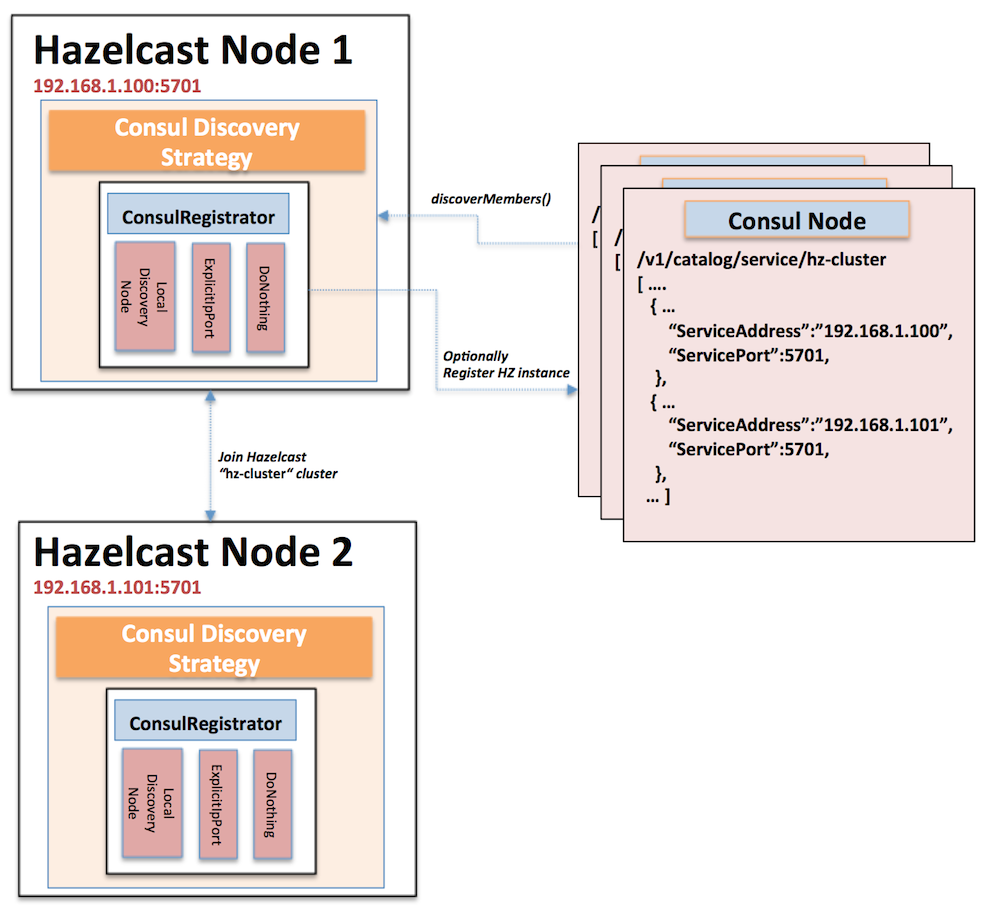 Hazelcast Node 1
192.168.1.100:5701
Consul Discovery
Strategy
ConsulRegistrator
Local
Discovery
Node
ExplicitIpPort
DoNothing
discoverMembers()
Optionally
Register HZ instance
/
[
/
[
Consul Node
/v1/catalog/service/hz-cluster
[ ....
{ ...
“ServiceAddress”:”192.168.1.100”,
“ServicePort”:5701,
},
{ ...
“ServiceAddress”:”192.168.1.101”,
“ServicePort”:5701,
},
... ]
Join Hazelcast
“hz-cluster“ cluster
Hazelcast Node 2
192.168.1.101:5701
Consul Discovery
Strategy
ConsulRegistrator
Local
Discovery
Node
ExplicitIpPort
DoNothing